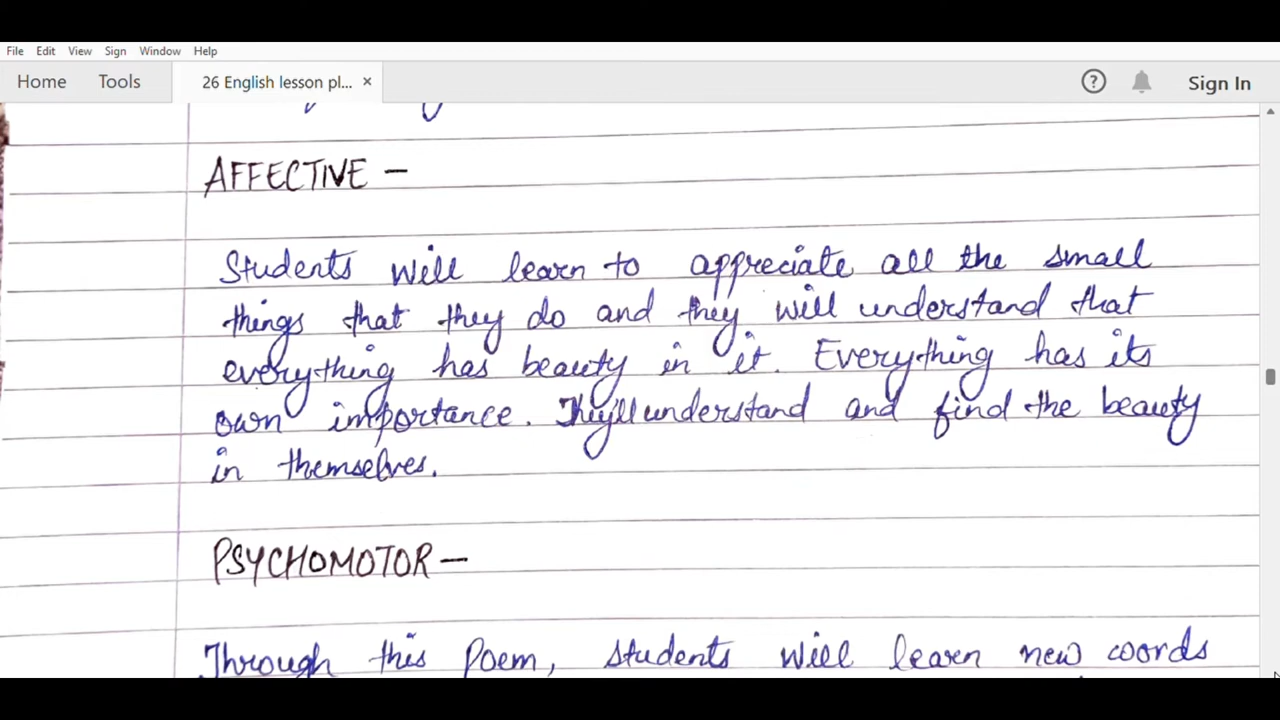 File Edit View Sign Window Help
Home Tools 26 English lesson pl... × ? Sign In
AFFECTIVE –
Students will learn to appreciate all the small
things that they do and they will understand that
everything has beauty in it. Everything has its
own importance. They'll understand and find the beauty
in themselves.
PSYCHOMOTOR –
Through this Poem, students will learn new words